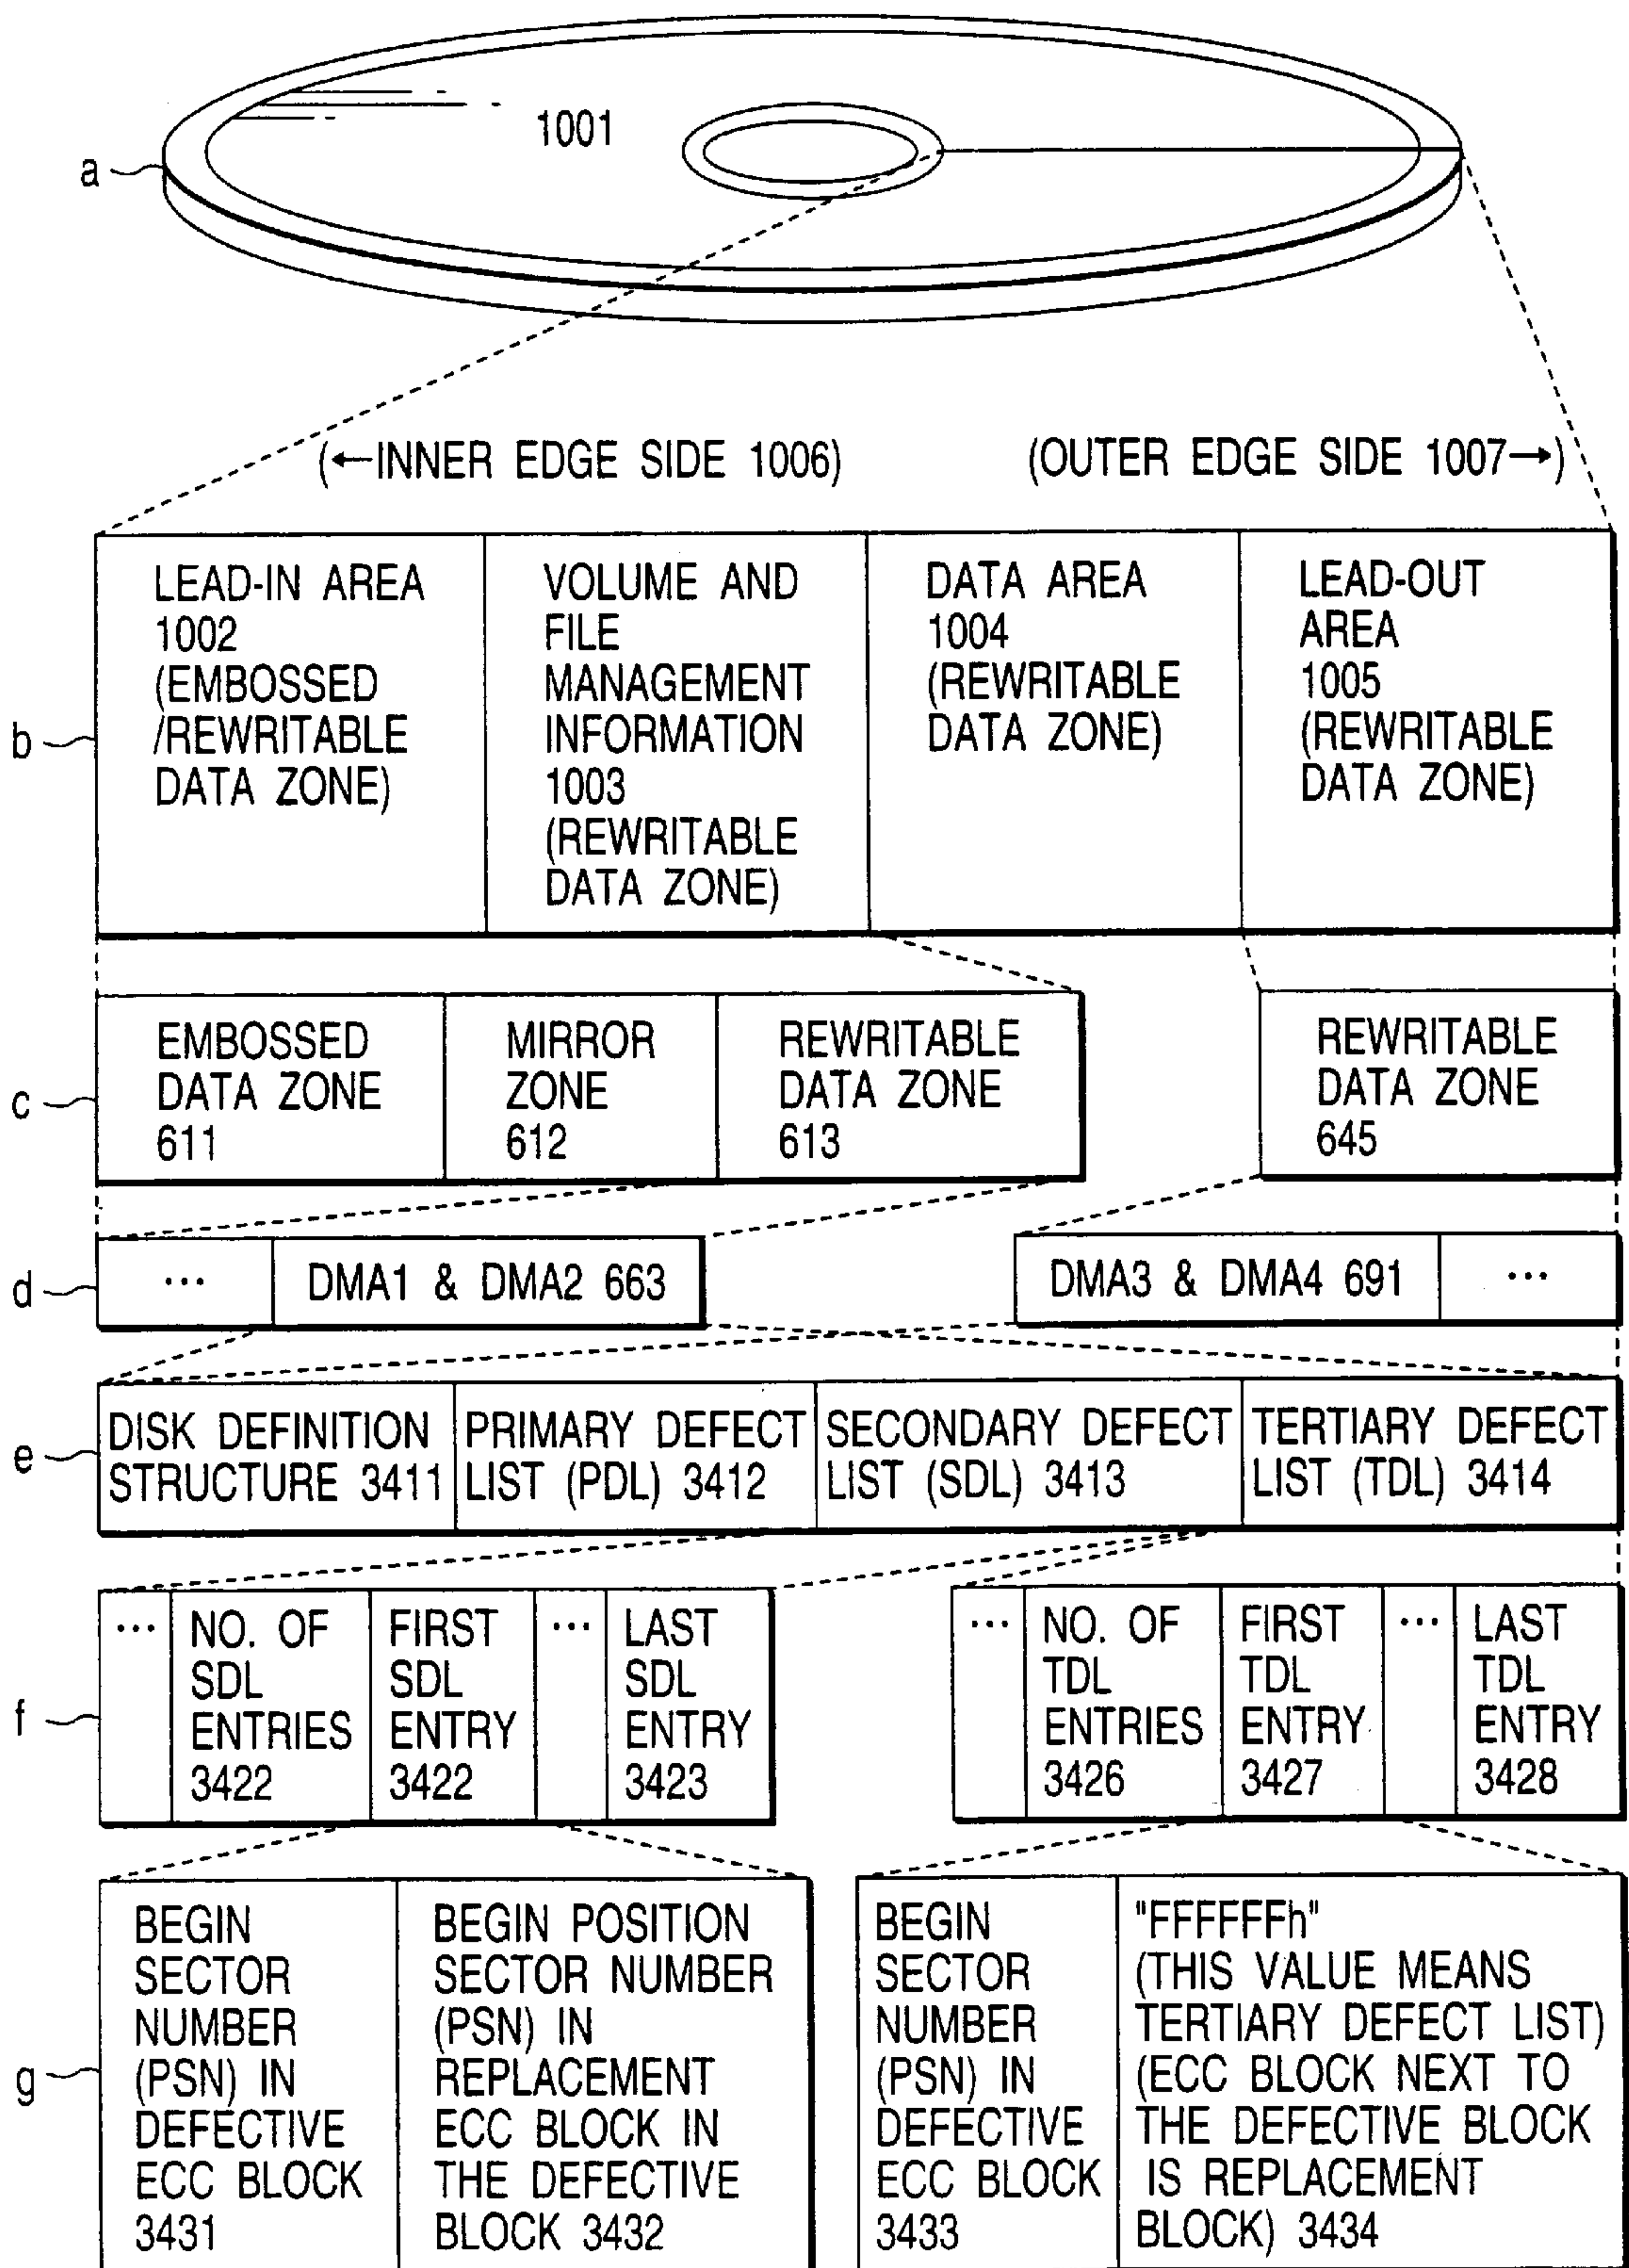 1001
a
(←INNER EDGE SIDE 1006)
(OUTER EDGE SIDE 1007→)
b
LEAD-IN AREA
1002
(EMBOSSED
/REWRITABLE
DATA ZONE)
VOLUME AND
FILE
MANAGEMENT
INFORMATION
1003
(REWRITABLE
DATA ZONE)
DATA AREA
1004
(REWRITABLE
DATA ZONE)
LEAD-OUT
AREA
1005
(REWRITABLE
DATA ZONE)
c
EMBOSSED
DATA ZONE
611
MIRROR
ZONE
612
REWRITABLE
DATA ZONE
613
REWRITABLE
DATA ZONE
645
d
...
DMA1 & DMA2 663
DMA3 & DMA4 691
...
e
DISK DEFINITION
STRUCTURE 3411
PRIMARY DEFECT
LIST (PDL) 3412
SECONDARY DEFECT
LIST (SDL) 3413
TERTIARY DEFECT
LIST (TDL) 3414
f
...
NO. OF
SDL
ENTRIES
3422
FIRST
SDL
ENTRY
3422
...
LAST
SDL
ENTRY
3423
...
NO. OF
TDL
ENTRIES
3426
FIRST
TDL
ENTRY
3427
...
LAST
TDL
ENTRY
3428
g
BEGIN
SECTOR
NUMBER
(PSN) IN
DEFECTIVE
ECC BLOCK
3431
BEGIN POSITION
SECTOR NUMBER
(PSN) IN
REPLACEMENT
ECC BLOCK IN
THE DEFECTIVE
BLOCK 3432
BEGIN
SECTOR
NUMBER
(PSN) IN
DEFECTIVE
ECC BLOCK
3433
"FFFFFFh"
(THIS VALUE MEANS
TERTIARY DEFECT LIST)
(ECC BLOCK NEXT TO
THE DEFECTIVE BLOCK
IS REPLACEMENT
BLOCK) 3434